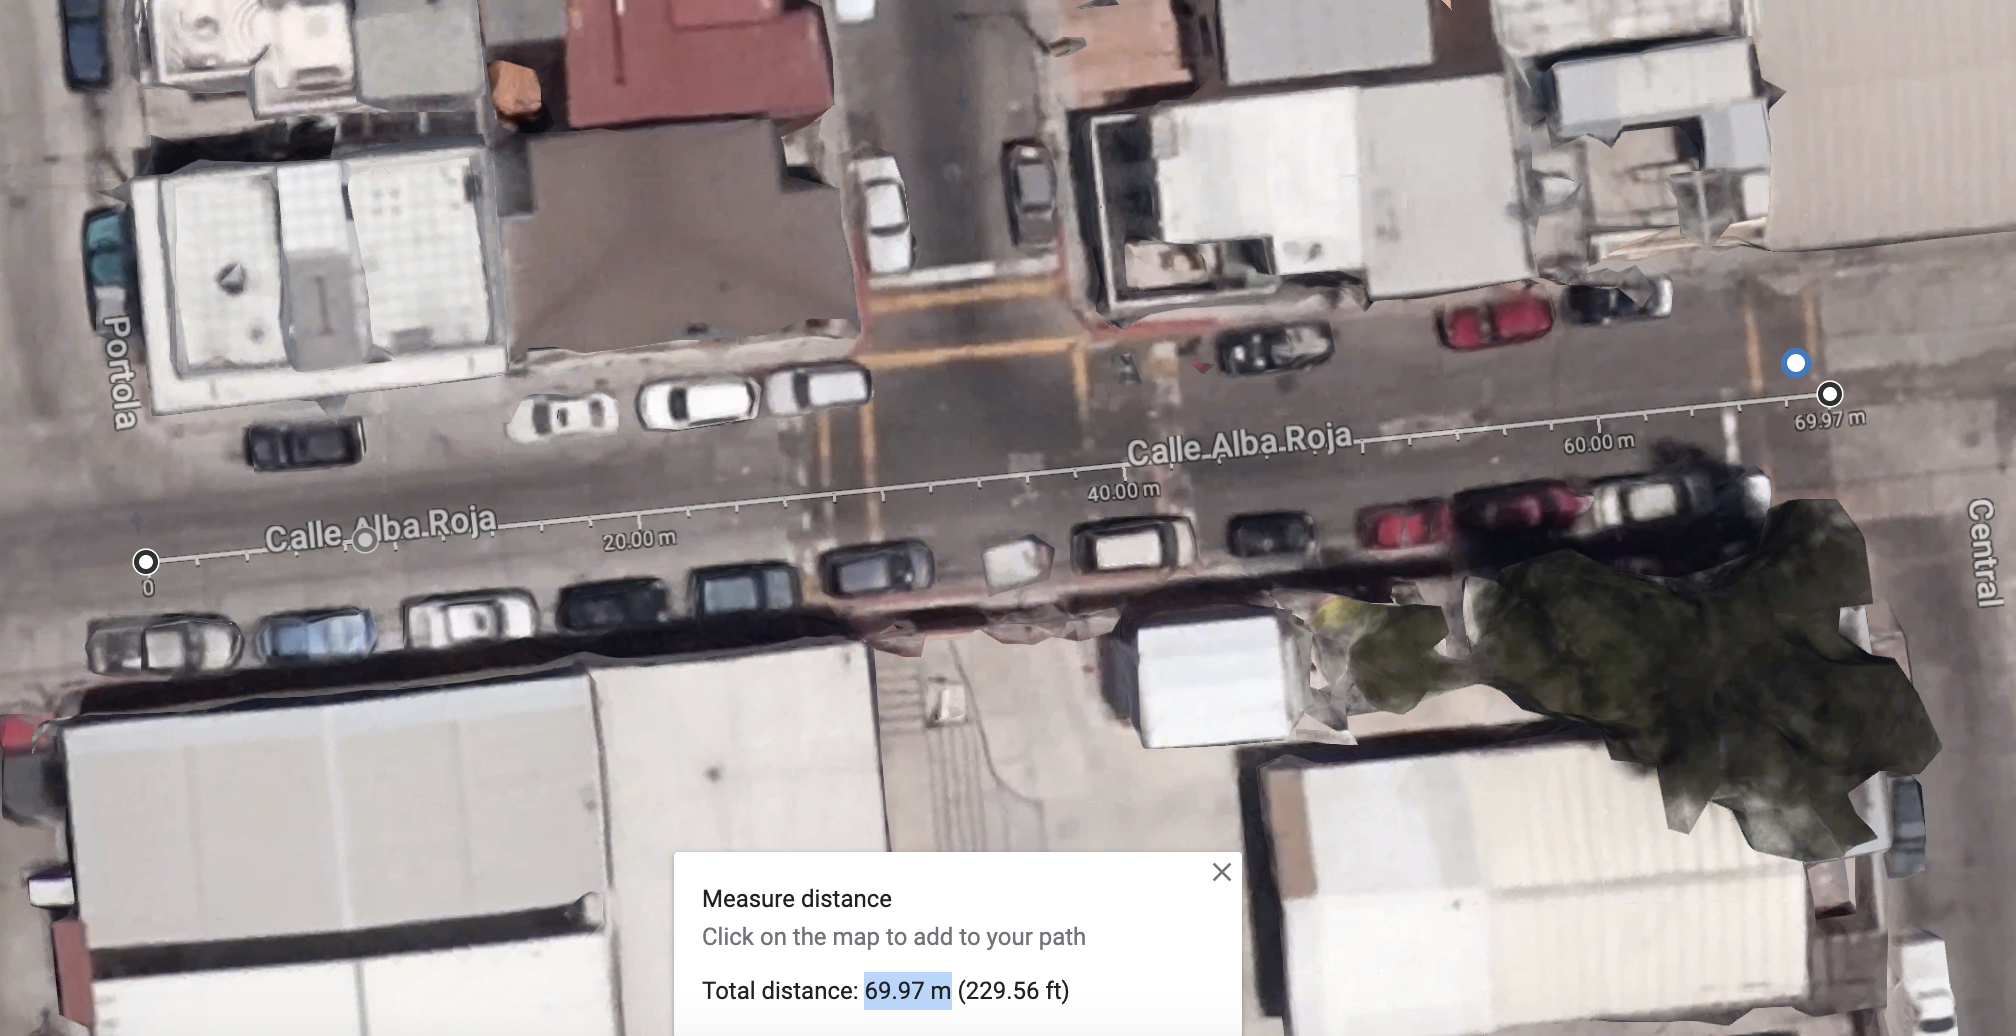 Portola
Calle Alba Roja
Calle Alba Roja
0
20.00 m
40.00 m
60.00 m
69.97 m
Central
Measure distance
Click on the map to add to your path
Total distance: 69.97 m (229.56 ft)